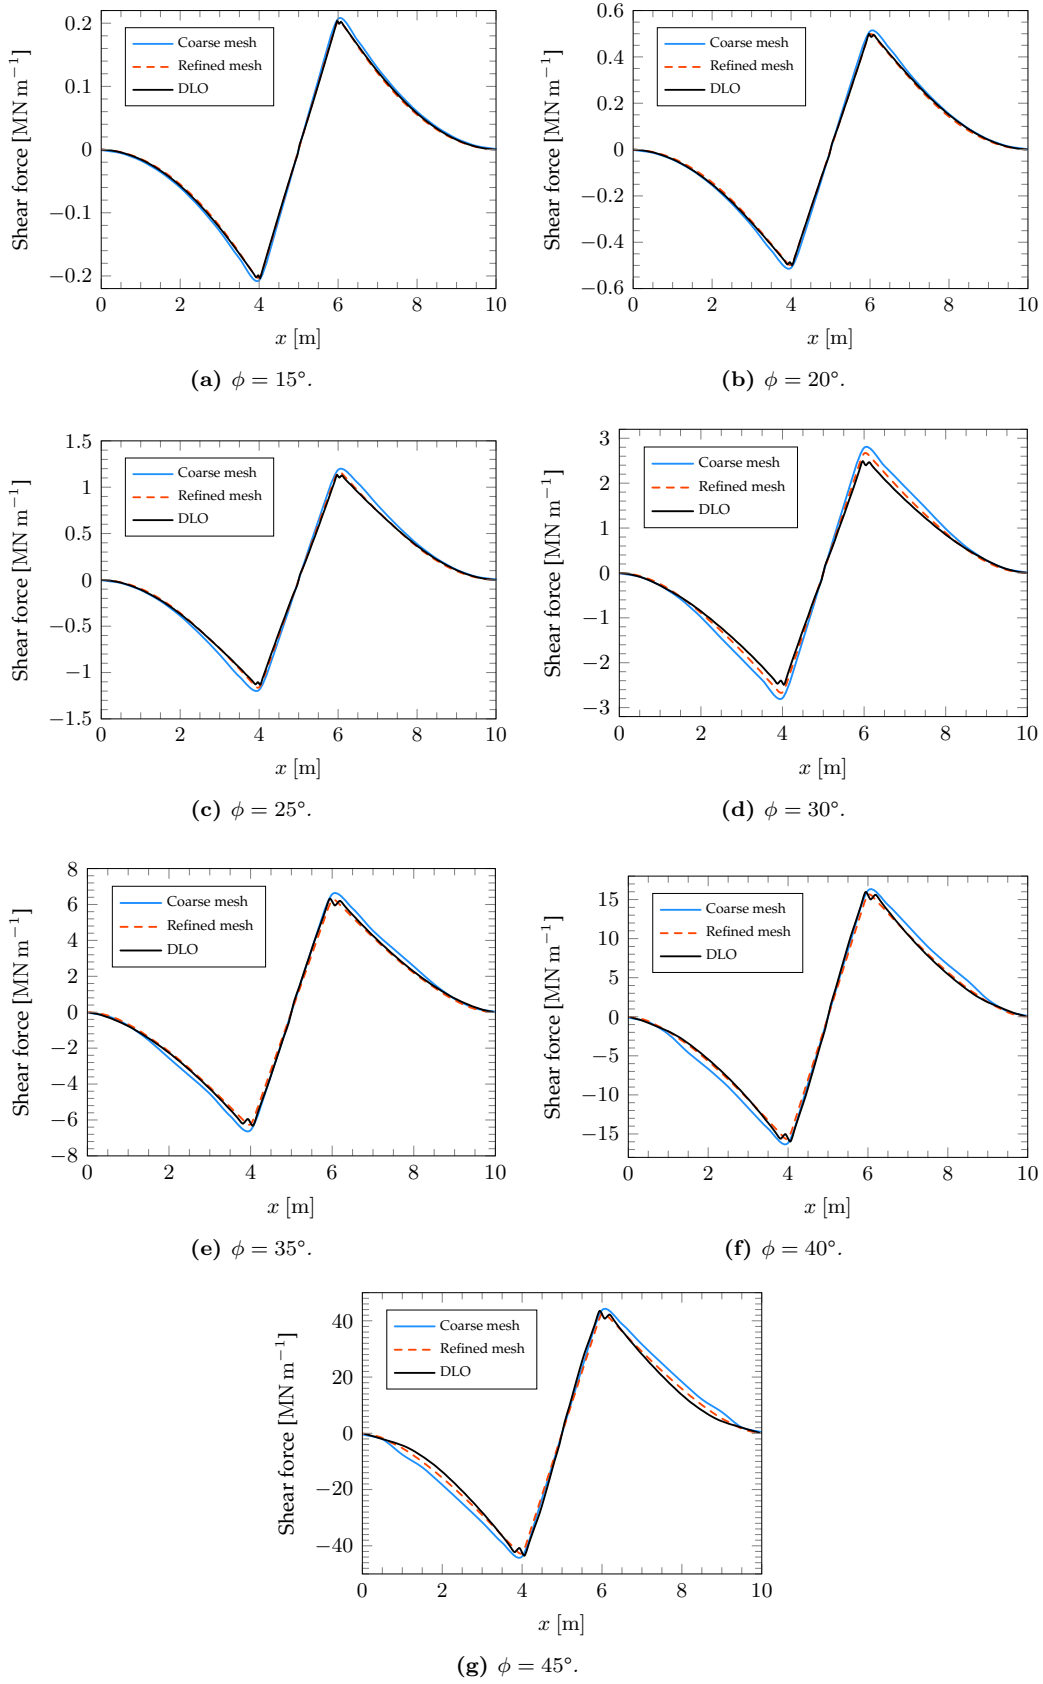 0.2
0.1
0
−0.1
−0.2
Shear force [MN m−1]
Coarse mesh
Refined mesh
DLO
0 2 4 6 8 10
x [m]
(a) ϕ = 15°.
0.6
0.4
0.2
0
−0.2
−0.4
−0.6
Shear force [MN m−1]
Coarse mesh
Refined mesh
DLO
0 2 4 6 8 10
x [m]
(b) ϕ = 20°.
1.5
1
0.5
0
−0.5
−1
−1.5
Shear force [MN m−1]
Coarse mesh
Refined mesh
DLO
0 2 4 6 8 10
x [m]
(c) ϕ = 25°.
3
2
1
0
−1
−2
−3
Shear force [MN m−1]
Coarse mesh
Refined mesh
DLO
0 2 4 6 8 10
x [m]
(d) ϕ = 30°.
8
6
4
2
0
−2
−4
−6
−8
Shear force [MN m−1]
Coarse mesh
Refined mesh
DLO
0 2 4 6 8 10
x [m]
(e) ϕ = 35°.
15
10
5
0
−5
−10
−15
Shear force [MN m−1]
Coarse mesh
Refined mesh
DLO
0 2 4 6 8 10
x [m]
(f) ϕ = 40°.
40
20
0
−20
−40
Shear force [MN m−1]
Coarse mesh
Refined mesh
DLO
0 2 4 6 8 10
x [m]
(g) ϕ = 45°.